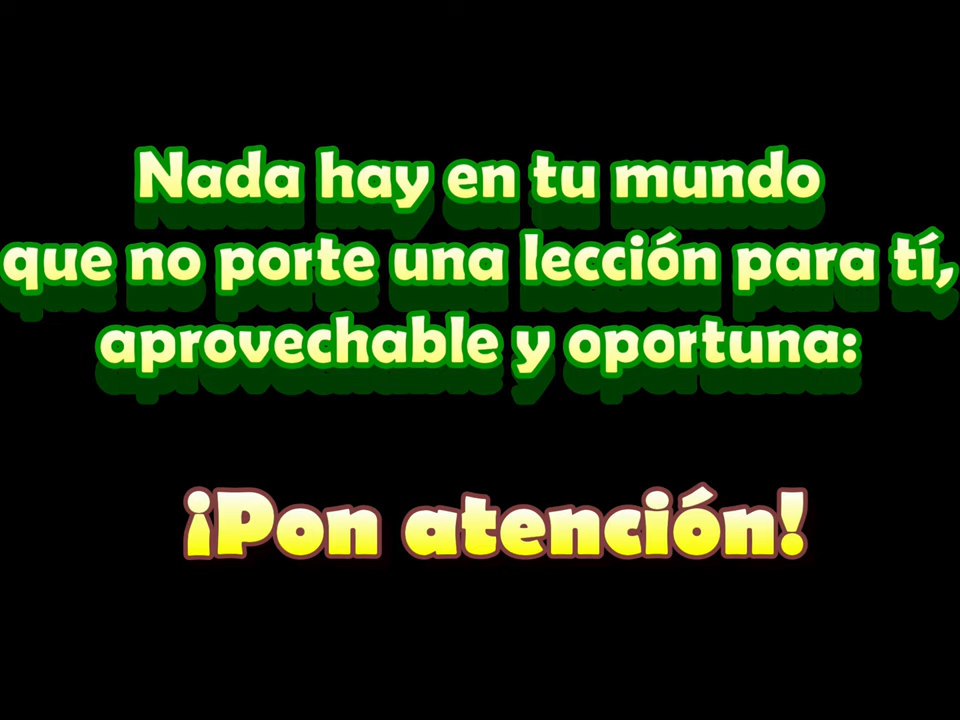 Nada hay en tu mundo
que no porte una lección para tí,
aprovechable y oportuna:
¡Pon atención!